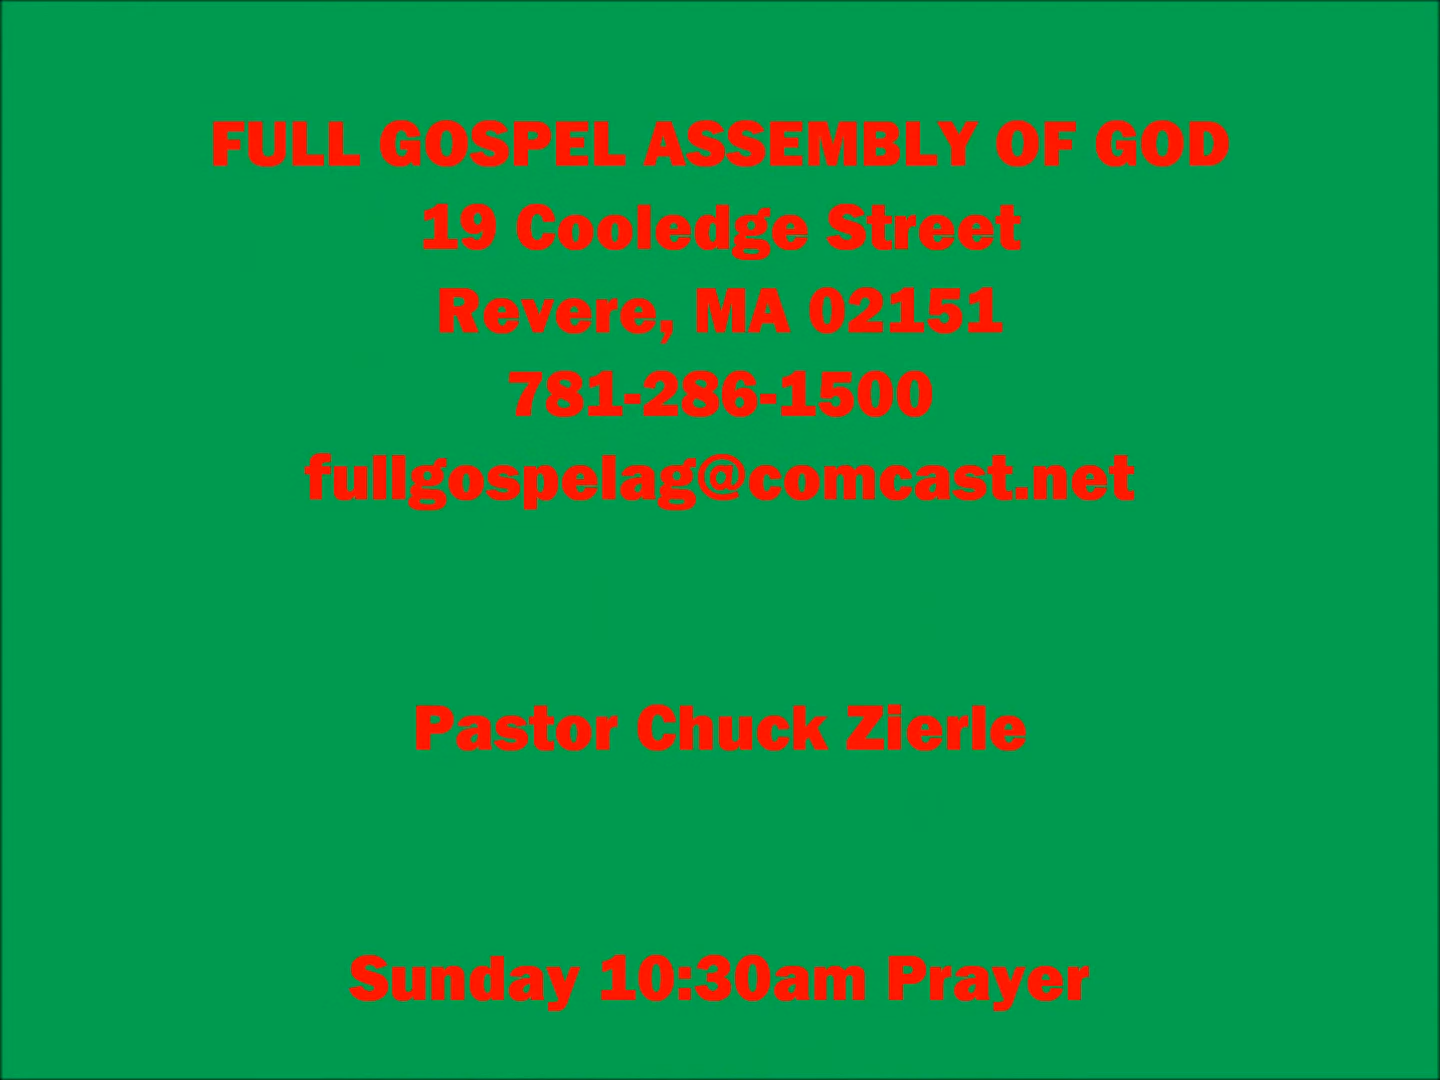 FULL GOSPEL ASSEMBLY OF GOD
19 Cooledge Street
Revere, MA 02151
781-286-1500
fullgospelag@comcast.net
Pastor Chuck Zierle
Sunday 10:30am Prayer